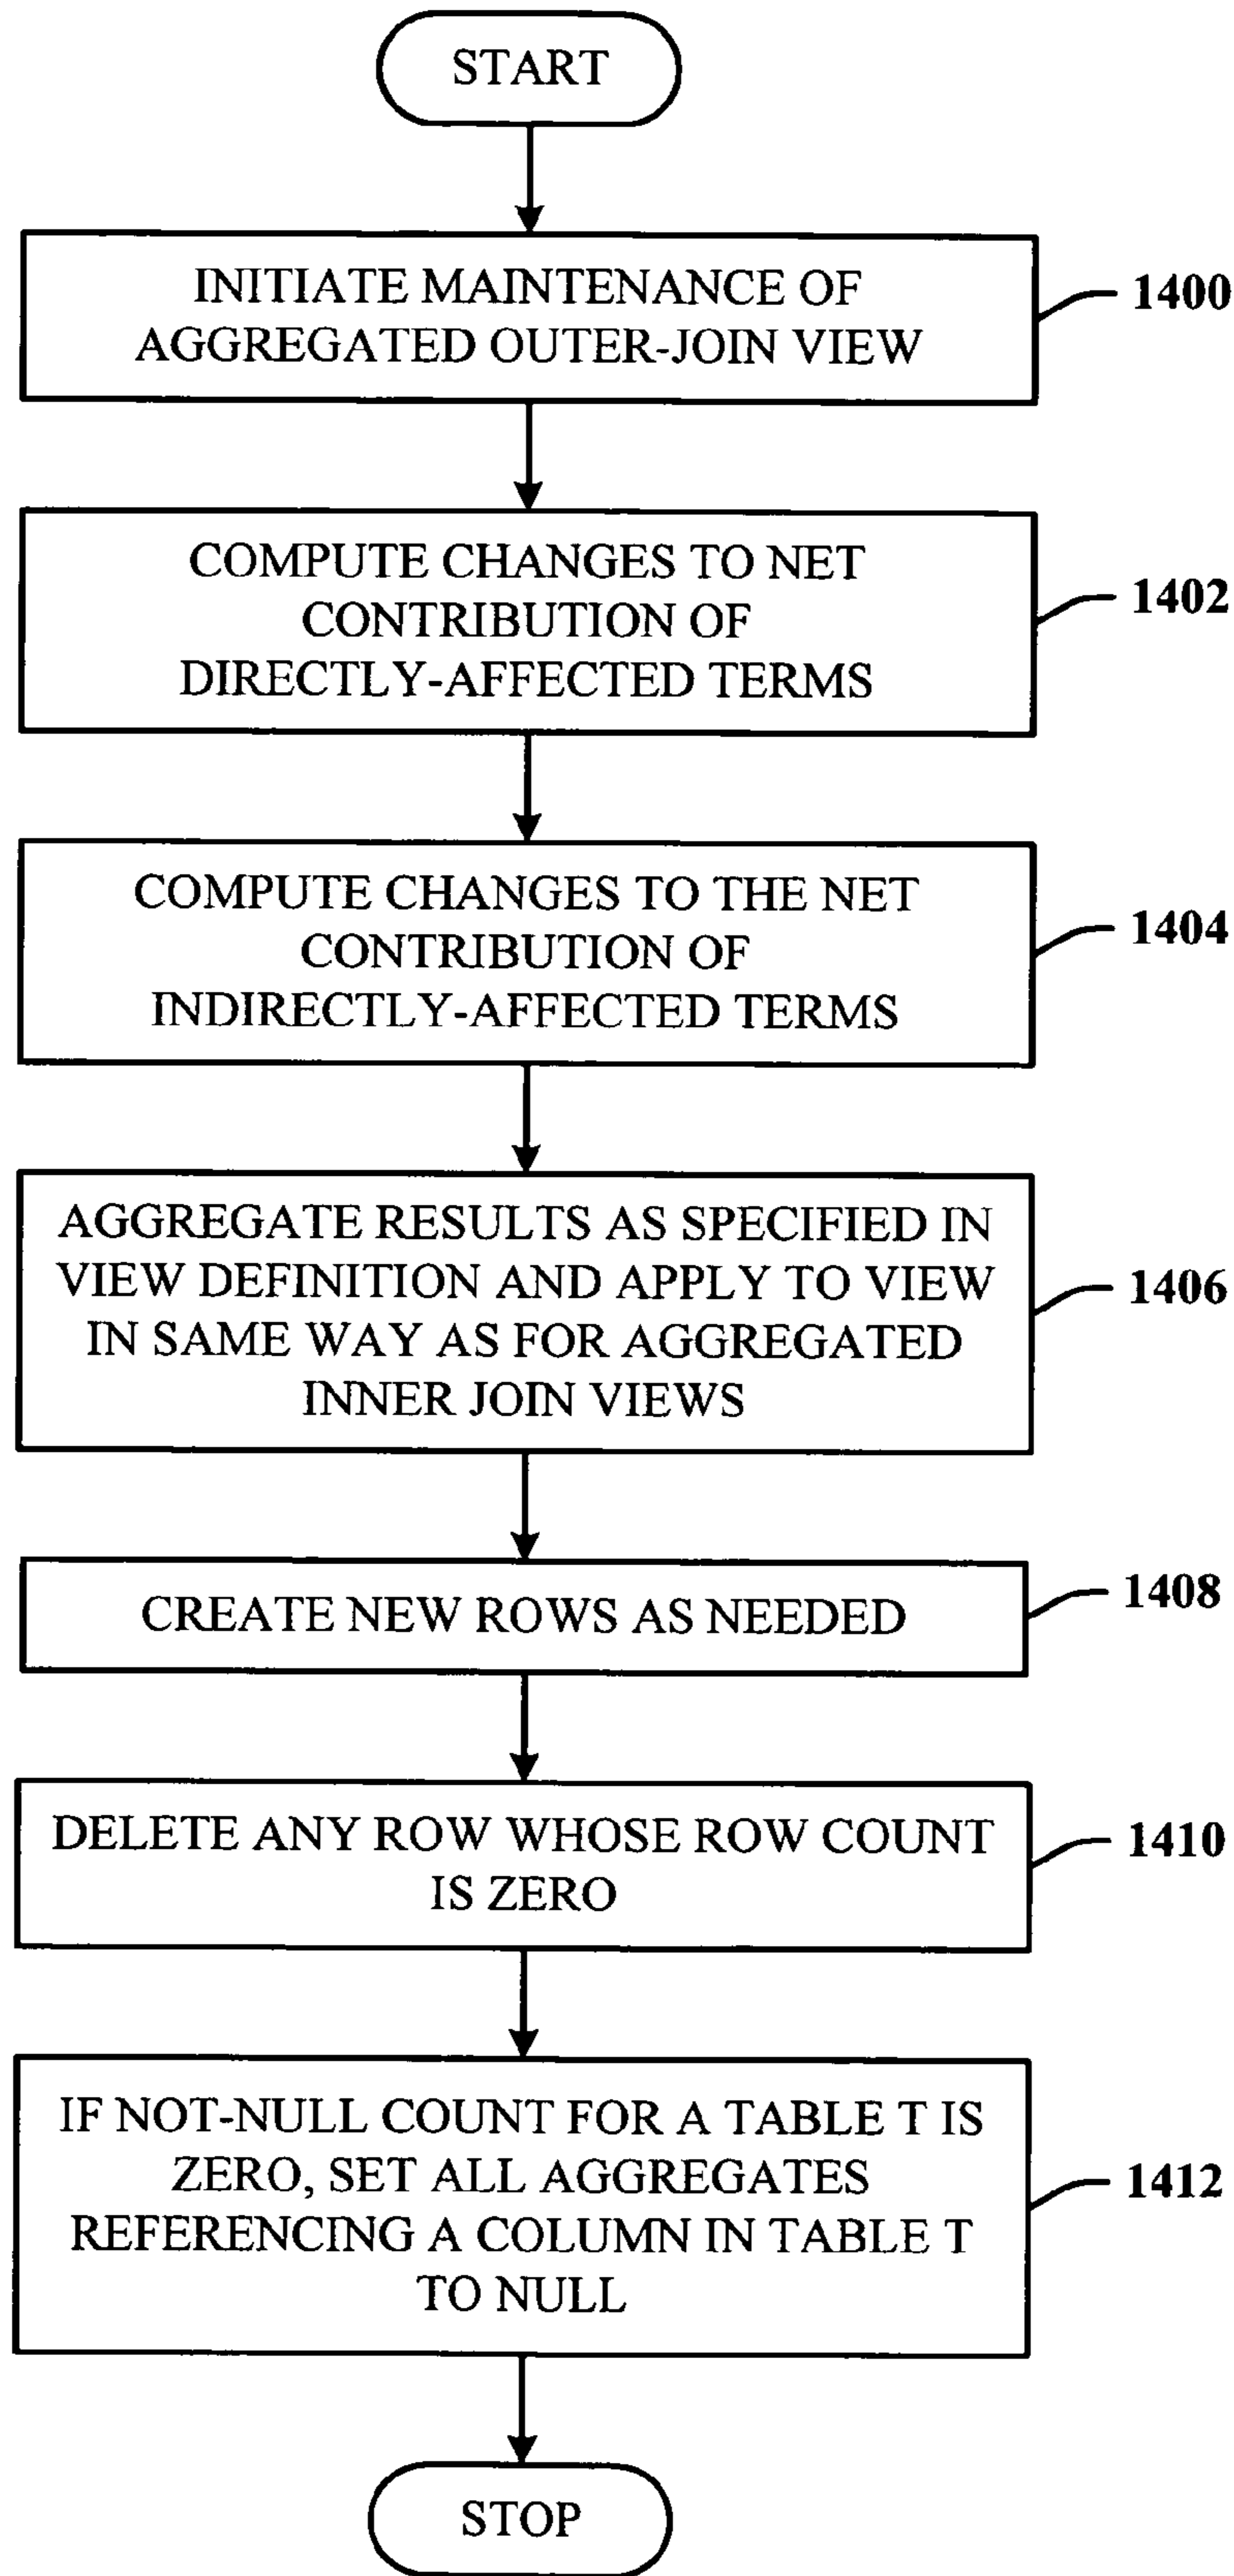 START
INITIATE MAINTENANCE OF
AGGREGATED OUTER-JOIN VIEW
1400
COMPUTE CHANGES TO NET
CONTRIBUTION OF
DIRECTLY-AFFECTED TERMS
1402
COMPUTE CHANGES TO THE NET
CONTRIBUTION OF
INDIRECTLY-AFFECTED TERMS
1404
AGGREGATE RESULTS AS SPECIFIED IN
VIEW DEFINITION AND APPLY TO VIEW
IN SAME WAY AS FOR AGGREGATED
INNER JOIN VIEWS
1406
CREATE NEW ROWS AS NEEDED
1408
DELETE ANY ROW WHOSE ROW COUNT
IS ZERO
1410
IF NOT-NULL COUNT FOR A TABLE T IS
ZERO, SET ALL AGGREGATES
REFERENCING A COLUMN IN TABLE T
TO NULL
1412
STOP